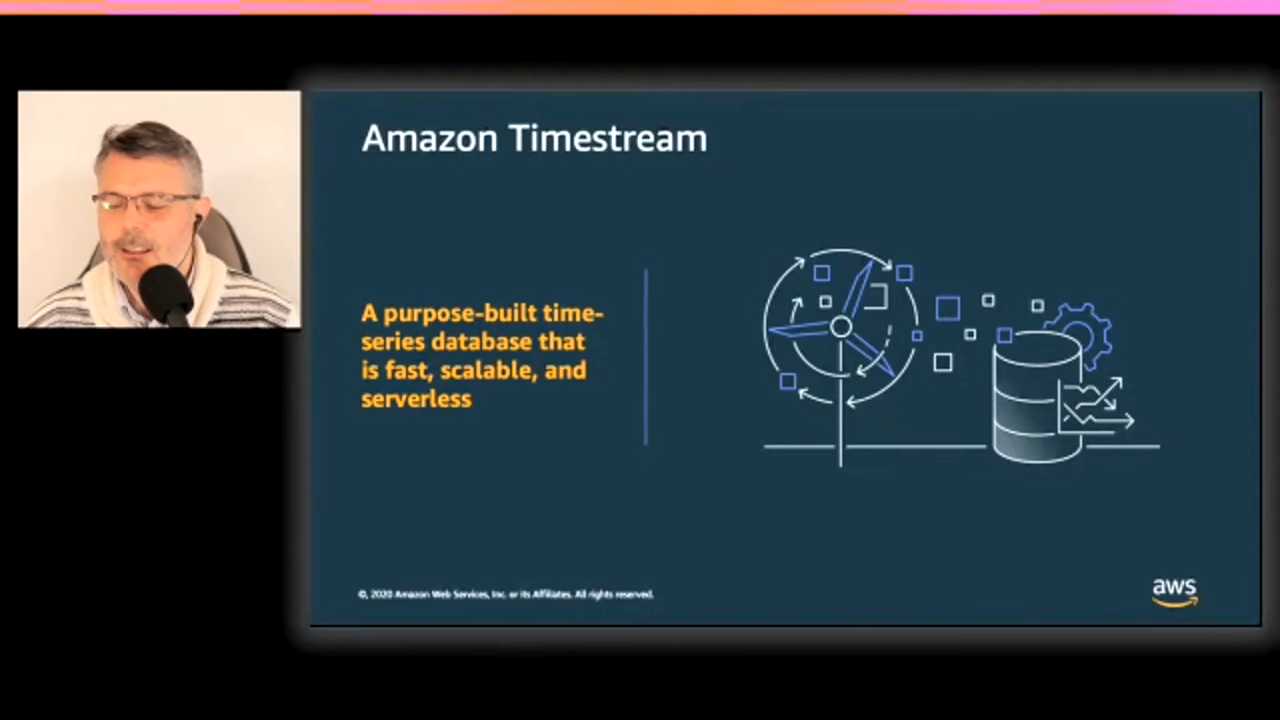 Amazon Timestream
A purpose-built time-
series database that
is fast, scalable, and
serverless
©, 2020 Amazon Web Services, Inc. or its Affiliates. All rights reserved.
aws